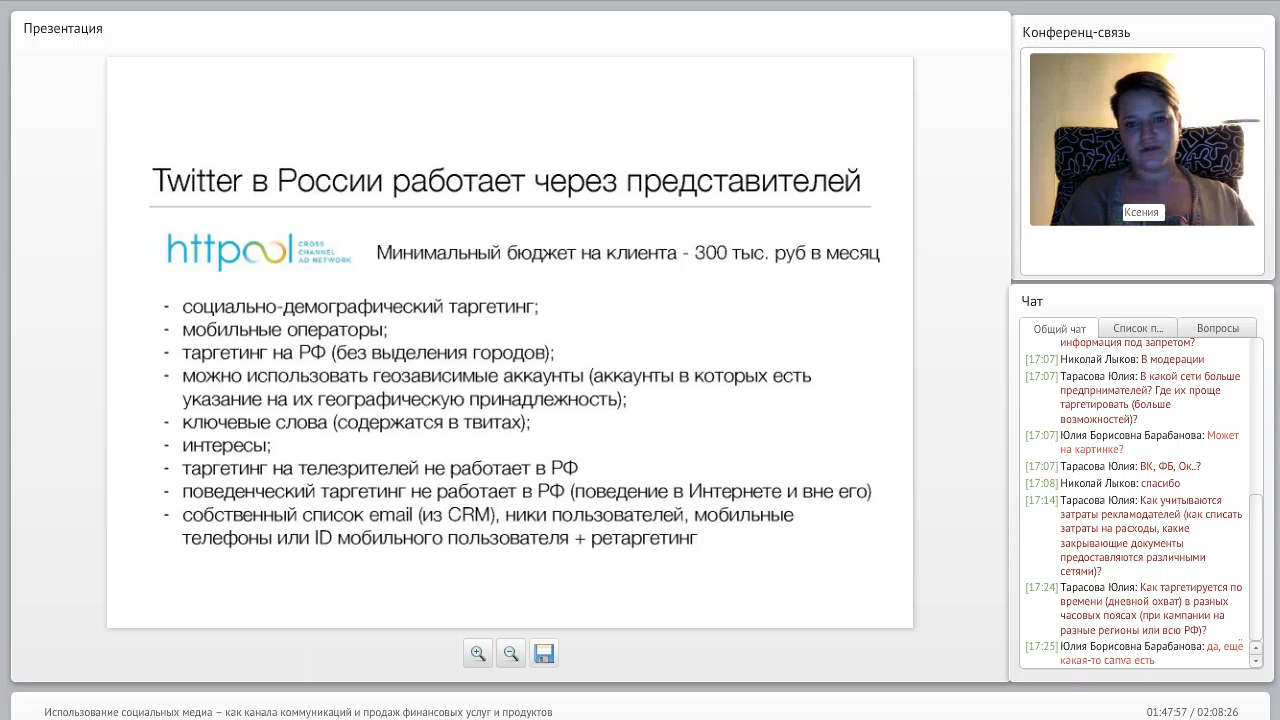 Презентация
Twitter в России работает через представителей
httpool
CROSS
CHANNEL
AD NETWORK
Минимальный бюджет на клиента - 300 тыс. руб в месяц
- социально-демографический таргетинг;
- мобильные операторы;
- таргетинг на РФ (без выделения городов);
- можно использовать геозависимые аккаунты (аккаунты в которых есть
указание на их географическую принадлежность);
- ключевые слова (содержатся в твитах);
- интересы;
- таргетинг на телезрителей не работает в РФ
- поведенческий таргетинг не работает в РФ (поведение в Интернете и вне его)
- собственный список email (из CRM), ники пользователей, мобильные
телефоны или ID мобильного пользователя + ретаргетинг
Конференц-связь
Ксения
Чат
Общий чат
Список п...
Вопросы
информация под запретом?
[17:07] Николай Лыков: В модерации
[17:07] Тарасова Юлия: В какой сети больше
предпрнимателей? Где их проще
таргетировать (больше
возможностей)?
[17:07] Юлия Борисовна Барабанова: Может
на картинке?
[17:07] Тарасова Юлия: ВК, ФБ, Ок..?
[17:08] Николай Лыков: спасибо
[17:14] Тарасова Юлия: Как учитываются
затраты рекламодателей (как списать
затраты на расходы, какие
закрывающие документы
предоставляются различными
сетями)?
[17:24] Тарасова Юлия: Как таргетируется по
времени (дневной охват) в разных
часовых поясах (при кампании на
разные регионы или всю РФ)?
[17:25] Юлия Борисовна Барабанова: да, ещё
какая-то canva есть
Использование социальных медиа – как канала коммуникаций и продаж финансовых услуг и продуктов
01:47:57 / 02:08:26